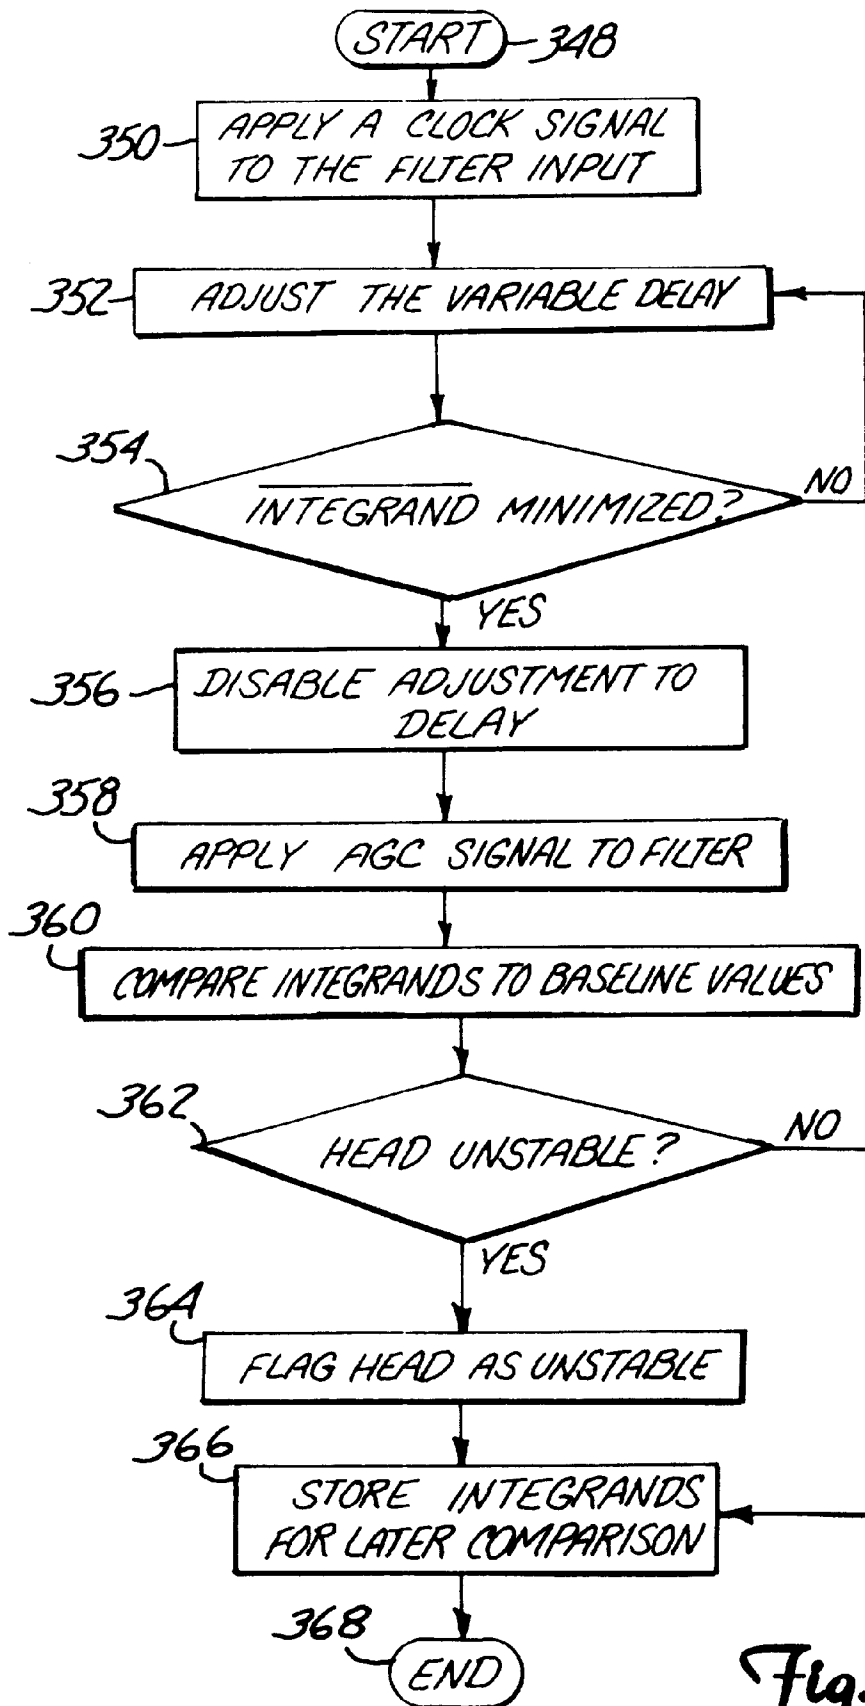 START 348
350 APPLY A CLOCK SIGNAL
TO THE FILTER INPUT
352 ADJUST THE VARIABLE DELAY
354
INTEGRAND MINIMIZED? NO
YES
356 DISABLE ADJUSTMENT TO
DELAY
358
APPLY AGC SIGNAL TO FILTER
360
COMPARE INTEGRANDS TO BASELINE VALUES
362
HEAD UNSTABLE? NO
YES
364
FLAG HEAD AS UNSTABLE
366
STORE INTEGRANDS
FOR LATER COMPARISON
368
END
Fig.